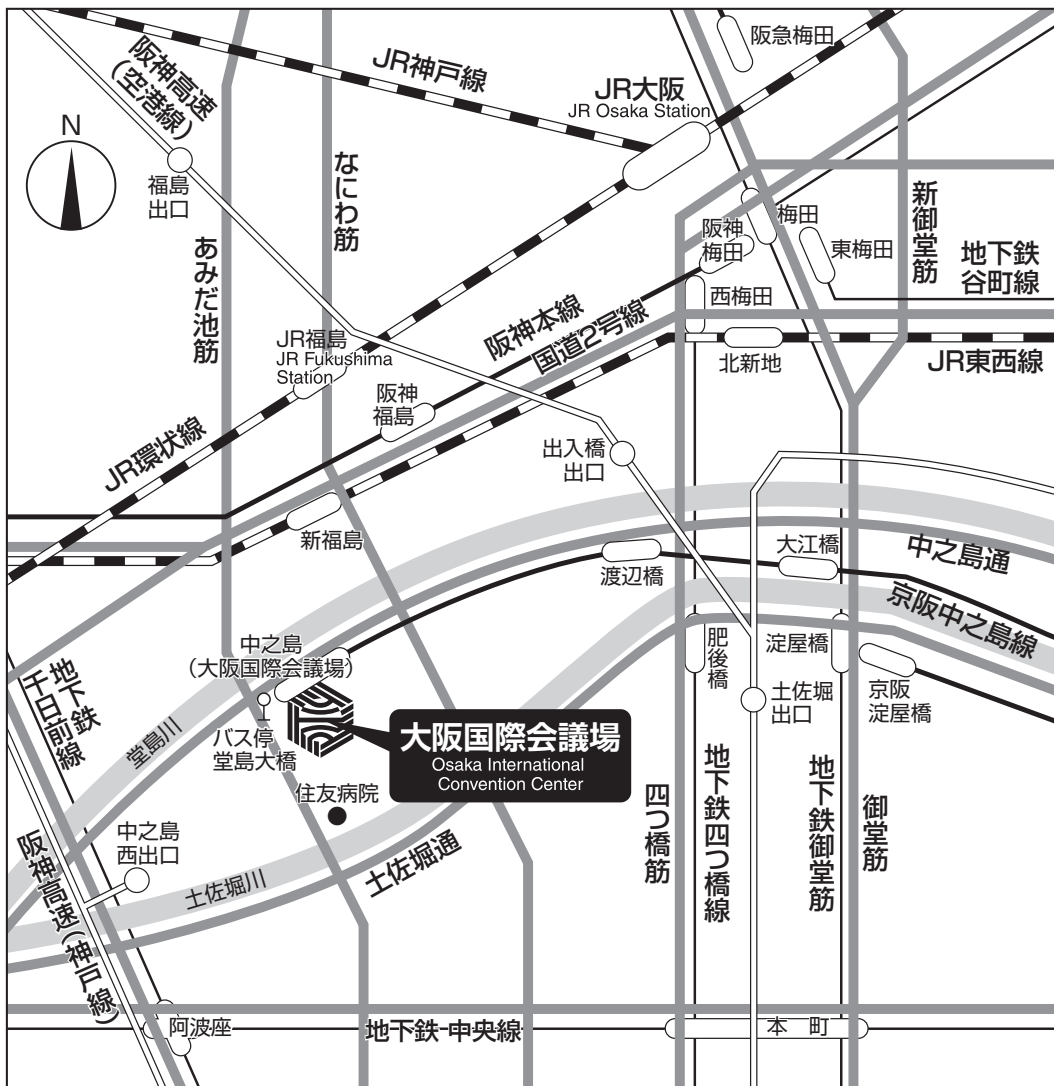 阪急梅田
阪神高速
(空港線)
JR神戸線
JR大阪
JR Osaka Station
N
福島
出口
なにわ筋
あみだ池筋
新御堂筋
梅田
阪神
梅田
東梅田
地下鉄
谷町線
西梅田
阪神本線
国道2号線
JR福島
JR Fukushima
Station
北新地
JR東西線
阪神
福島
JR環状線
出入橋
出口
新福島
渡辺橋
大江橋
中之島通
京阪中之島線
中之島
(大阪国際会議場)
肥後橋
淀屋橋
京阪
淀屋橋
土佐堀
出口
地下鉄
千日前線
堂島川
バス停
堂島大橋
大阪国際会議場
Osaka International
Convention Center
住友病院
四つ橋筋
地下鉄四つ橋線
地下鉄御堂筋
御堂筋
中之島
西出口
土佐堀川
土佐堀通
阪神高速(神戸線)
阿波座
地下鉄 中央線
本 町